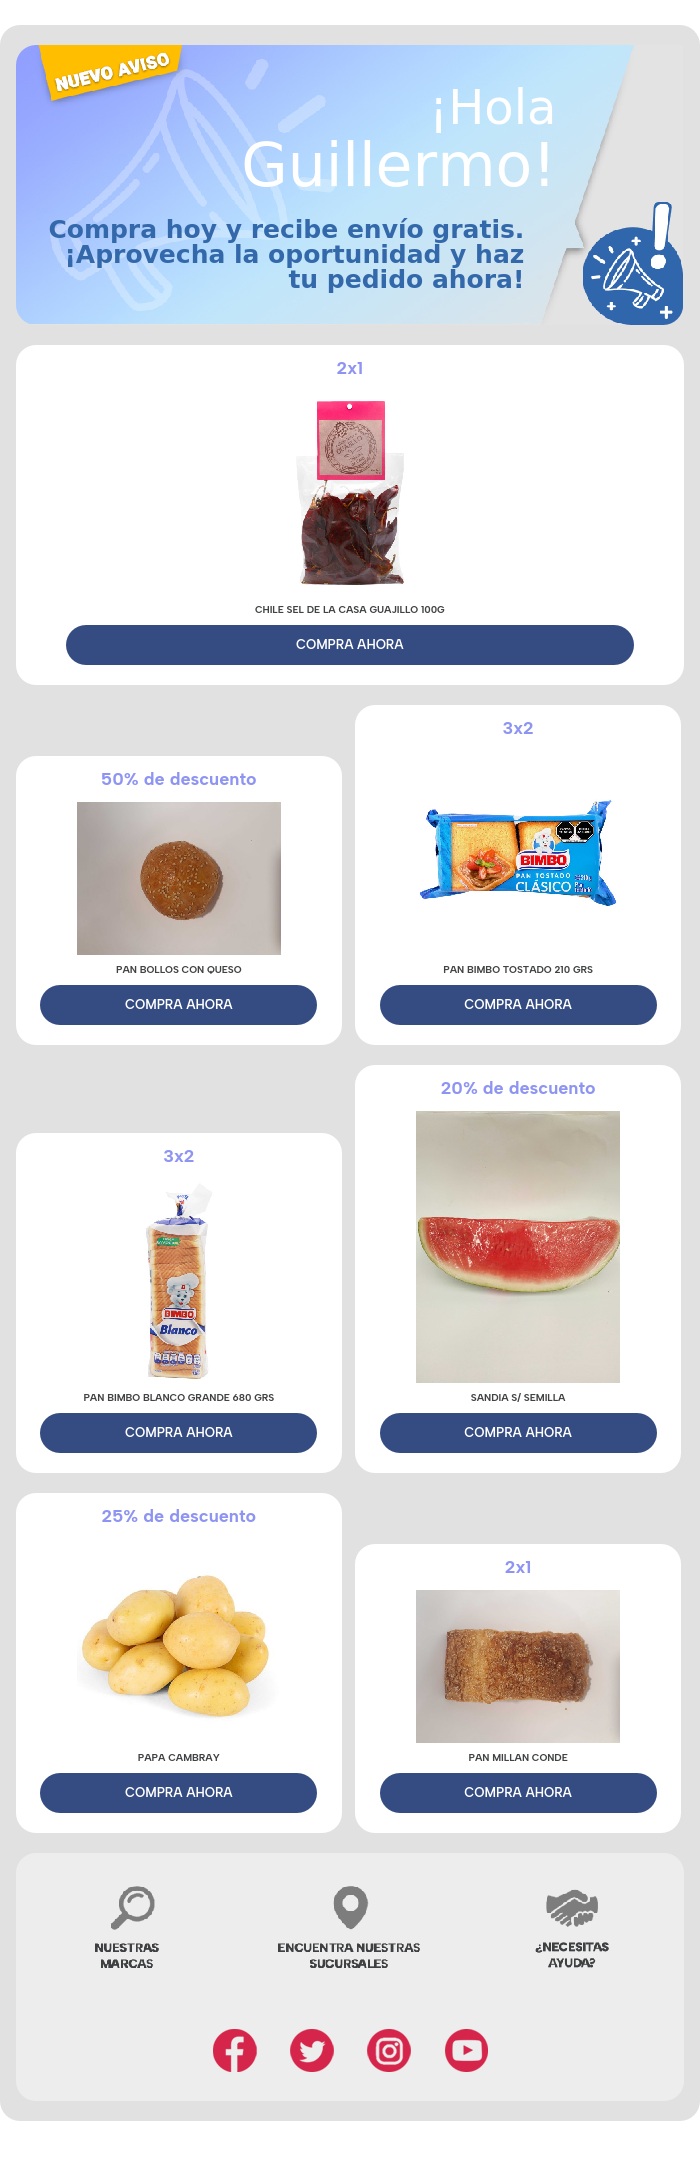 NUEVO AVISO
¡Hola
Guillermo!
Compra hoy y recibe envío gratis.
¡Aprovecha la oportunidad y haz
tu pedido ahora!
2x1
GUAJILLO
CHILE SEL DE LA CASA GUAJILLO 100G
COMPRA AHORA
50% de descuento
PAN BOLLOS CON QUESO
COMPRA AHORA
3x2
BIMBO
PAN TOSTADO
CLÁSICO
PAN BIMBO TOSTADO 210 GRS
COMPRA AHORA
3x2
BIMBO
Blanco
PAN BIMBO BLANCO GRANDE 680 GRS
COMPRA AHORA
20% de descuento
SANDIA S/ SEMILLA
COMPRA AHORA
25% de descuento
PAPA CAMBRAY
COMPRA AHORA
2x1
PAN MILLAN CONDE
COMPRA AHORA
NUESTRAS
MARCAS
ENCUENTRA NUESTRAS
SUCURSALES
¿NECESITAS
AYUDA?